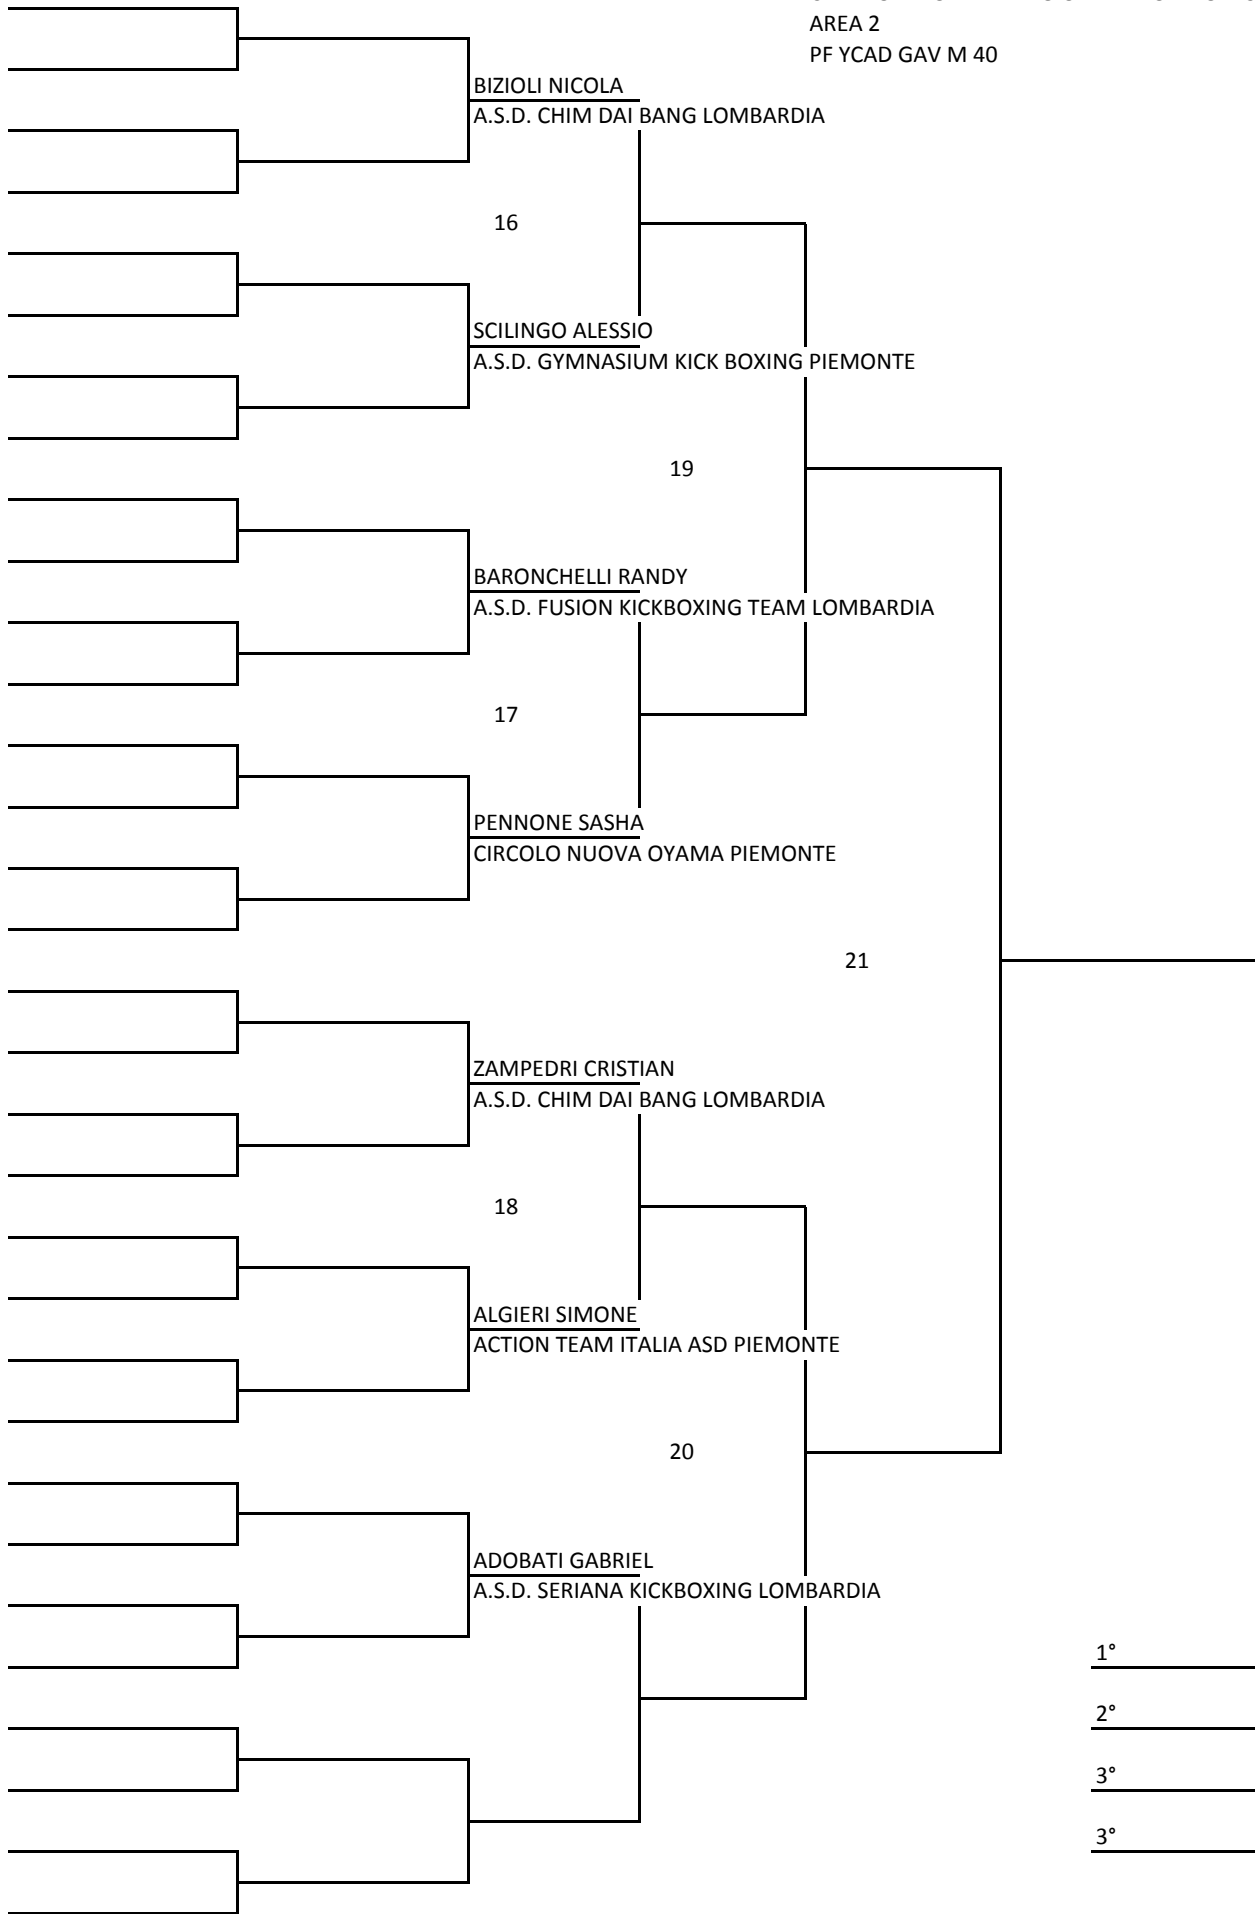 AREA 2
PF YCAD GAV M 40
BIZIOLI NICOLA
A.S.D. CHIM DAI BANG LOMBARDIA
16
SCILINGO ALESSIO
A.S.D. GYMNASIUM KICK BOXING PIEMONTE
19
BARONCHELLI RANDY
A.S.D. FUSION KICKBOXING TEAM LOMBARDIA
17
PENNONE SASHA
CIRCOLO NUOVA OYAMA PIEMONTE
21
ZAMPEDRI CRISTIAN
A.S.D. CHIM DAI BANG LOMBARDIA
18
ALGIERI SIMONE
ACTION TEAM ITALIA ASD PIEMONTE
20
ADOBATI GABRIEL
A.S.D. SERIANA KICKBOXING LOMBARDIA
1°
2°
3°
3°